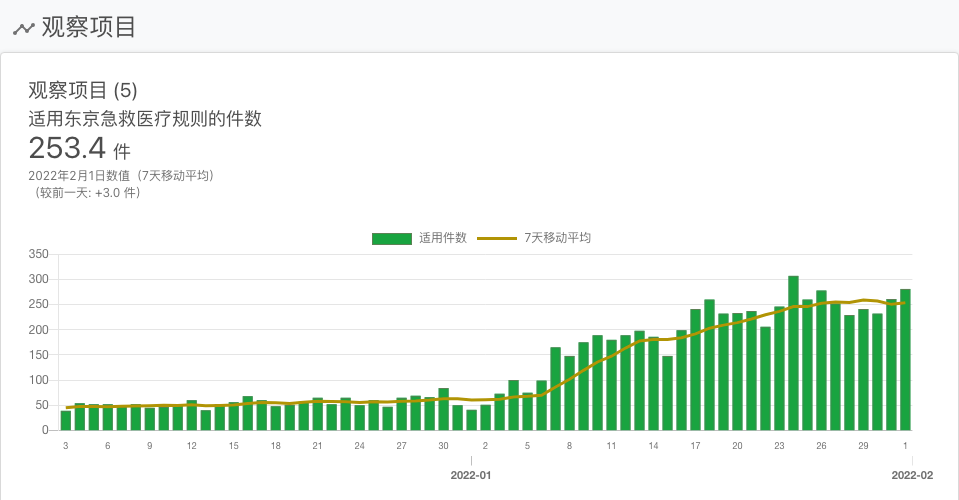 观察项目
观察项目 (5)
适用东京急救医疗规则的件数
253.4 件
2022年2月1日数值（7天移动平均）
（较前一天: +3.0 件）
适用件数 7天移动平均
350
300
250
200
150
100
50
0
3 6 9 12 15 18 21 24 27 30 2 5 8 11 14 17 20 23 26 29 1
2022-01 2022-02